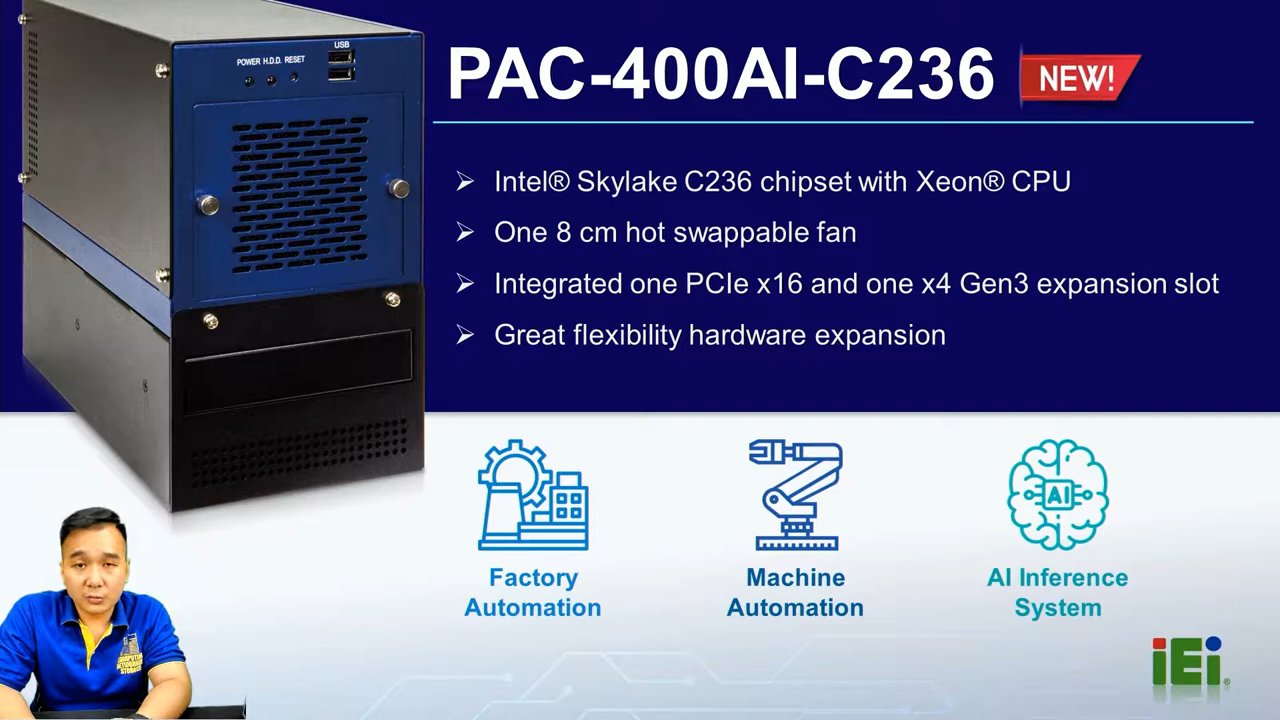 POWER H.D.D. RESET
USB
PAC-400AI-C236
NEW!
Intel® Skylake C236 chipset with Xeon® CPU
One 8 cm hot swappable fan
Integrated one PCIe x16 and one x4 Gen3 expansion slot
Great flexibility hardware expansion
AI
Factory
Automation
Machine
Automation
AI Inference
System
iEi®